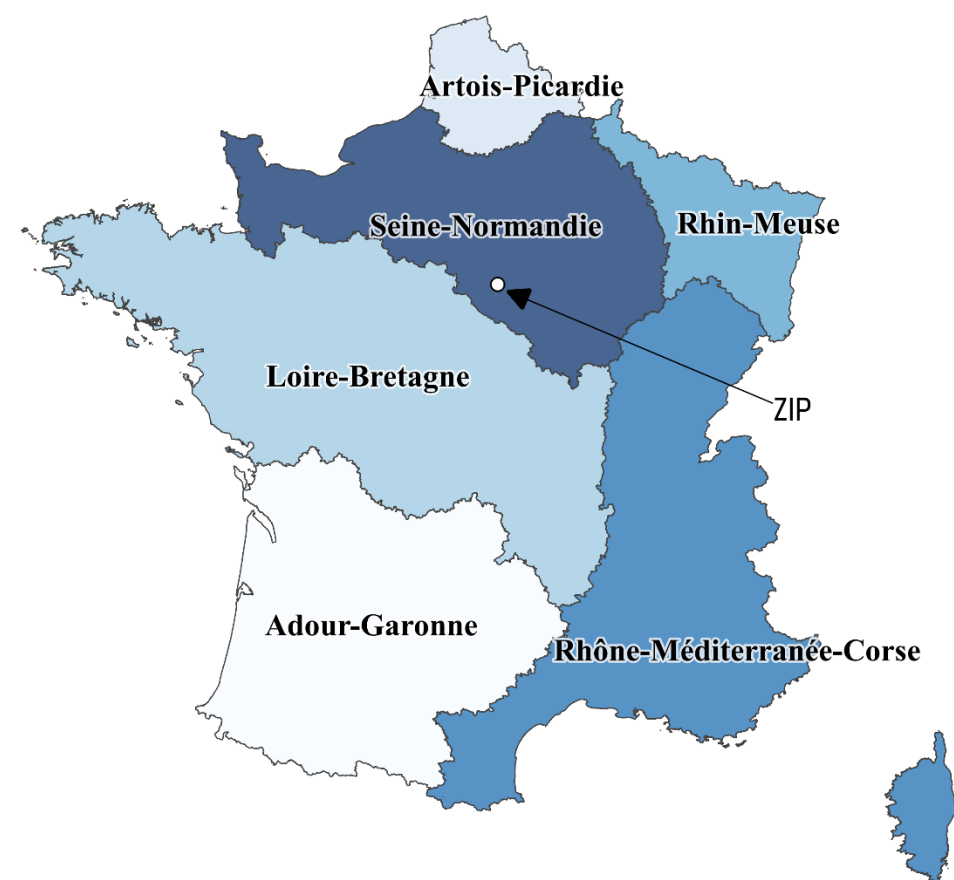 Artois-Picardie
Seine-Normandie
Rhin-Meuse
Loire-Bretagne
ZIP
Adour-Garonne
Rhône-Méditerranée-Corse